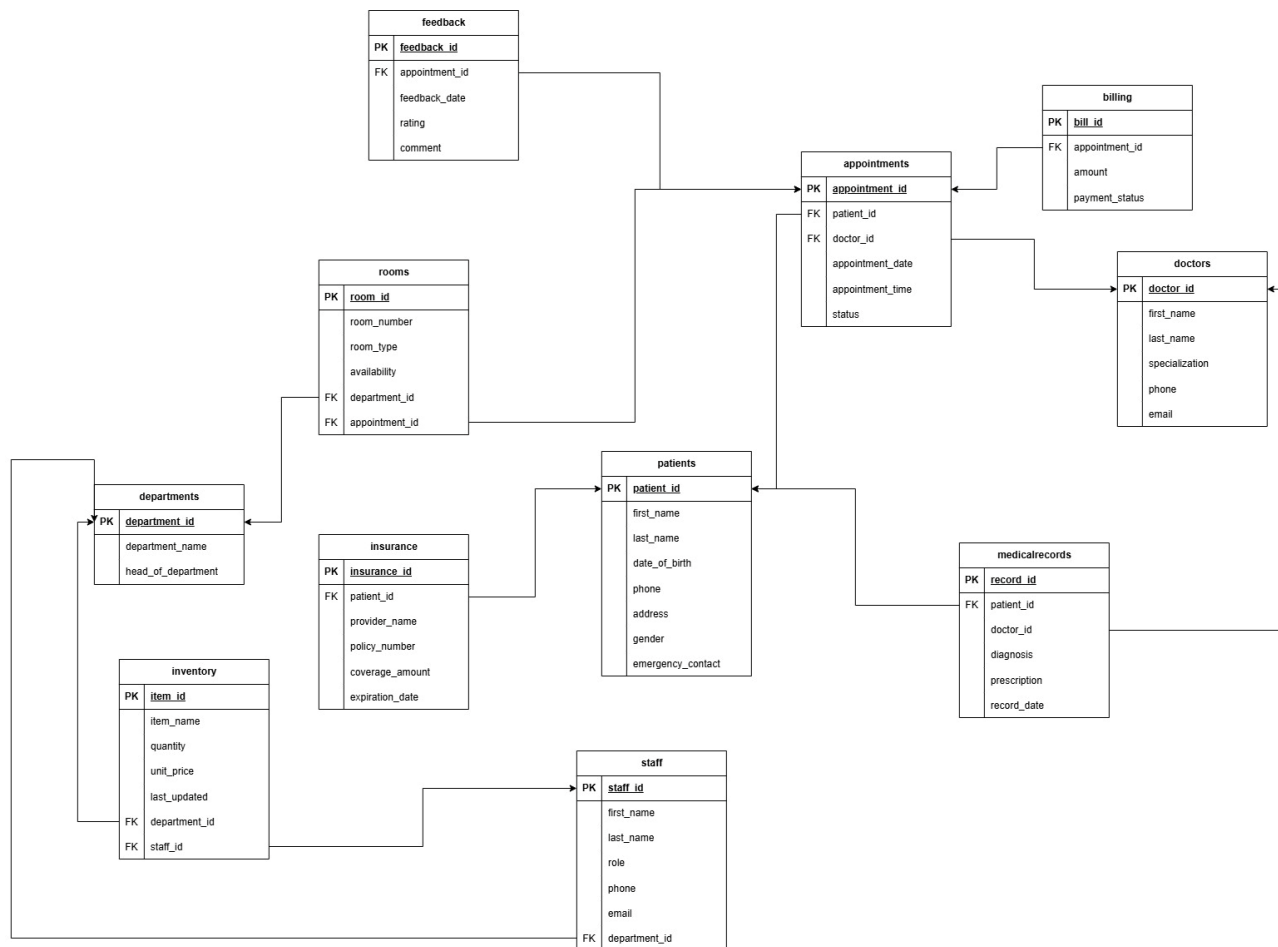 feedback
PK feedback_id
FK appointment_id
feedback_date
rating
comment
billing
PK bill_id
FK appointment_id
amount
payment_status
appointments
PK appointment_id
FK patient_id
FK doctor_id
appointment_date
appointment_time
status
doctors
PK doctor_id
first_name
last_name
specialization
phone
email
rooms
PK room_id
room_number
room_type
availability
FK department_id
FK appointment_id
patients
PK patient_id
first_name
last_name
date_of_birth
phone
address
gender
emergency_contact
departments
PK department_id
department_name
head_of_department
insurance
PK insurance_id
FK patient_id
provider_name
policy_number
coverage_amount
expiration_date
medicalrecords
PK record_id
FK patient_id
doctor_id
diagnosis
prescription
record_date
inventory
PK item_id
item_name
quantity
unit_price
last_updated
FK department_id
FK staff_id
staff
PK staff_id
first_name
last_name
role
phone
email
FK department_id